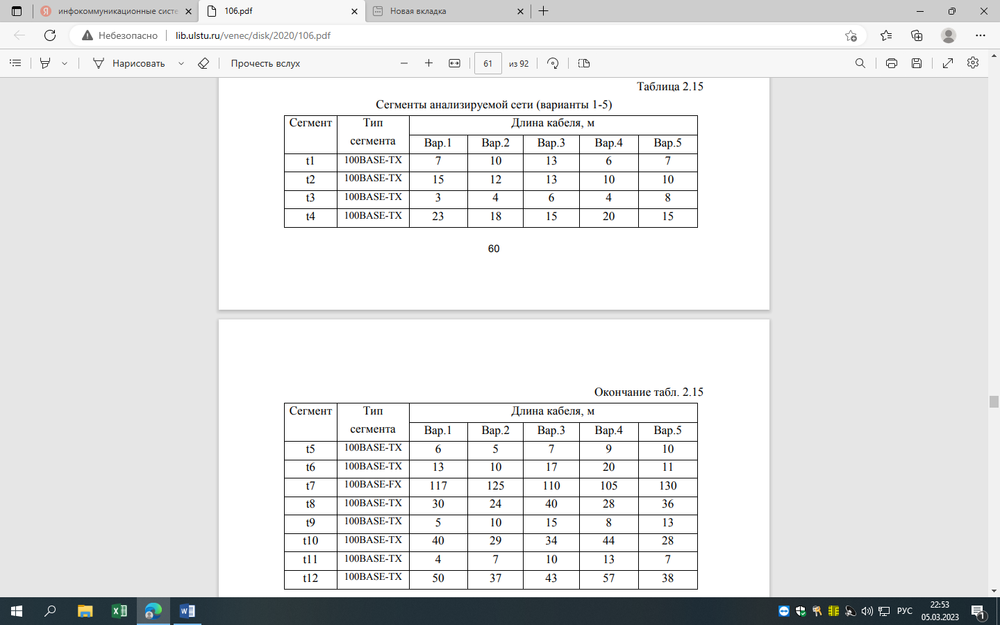 инфокоммуникационные систе
106.pdf
Новая вкладка
Небезопасно
lib.ulstu.ru/venec/disk/2020/106.pdf
Нарисовать
Прочесть вслух
61
из 92
Таблица 2.15
Сегменты анализируемой сети (варианты 1-5)
Сегмент Тип сегмента Длина кабеля, м
Вар.1 Вар.2 Вар.3 Вар.4 Вар.5
t1 100BASE-TX 7 10 13 6 7
t2 100BASE-TX 15 12 13 10 10
t3 100BASE-TX 3 4 6 4 8
t4 100BASE-TX 23 18 15 20 15
60
Окончание табл. 2.15
Сегмент Тип сегмента Длина кабеля, м
Вар.1 Вар.2 Вар.3 Вар.4 Вар.5
t5 100BASE-TX 6 5 7 9 10
t6 100BASE-TX 13 10 17 20 11
t7 100BASE-FX 117 125 110 105 130
t8 100BASE-TX 30 24 40 28 36
t9 100BASE-TX 5 10 15 8 13
t10 100BASE-TX 40 29 34 44 28
t11 100BASE-TX 4 7 10 13 7
t12 100BASE-TX 50 37 43 57 38
РУС
22:53
05.03.2023
1